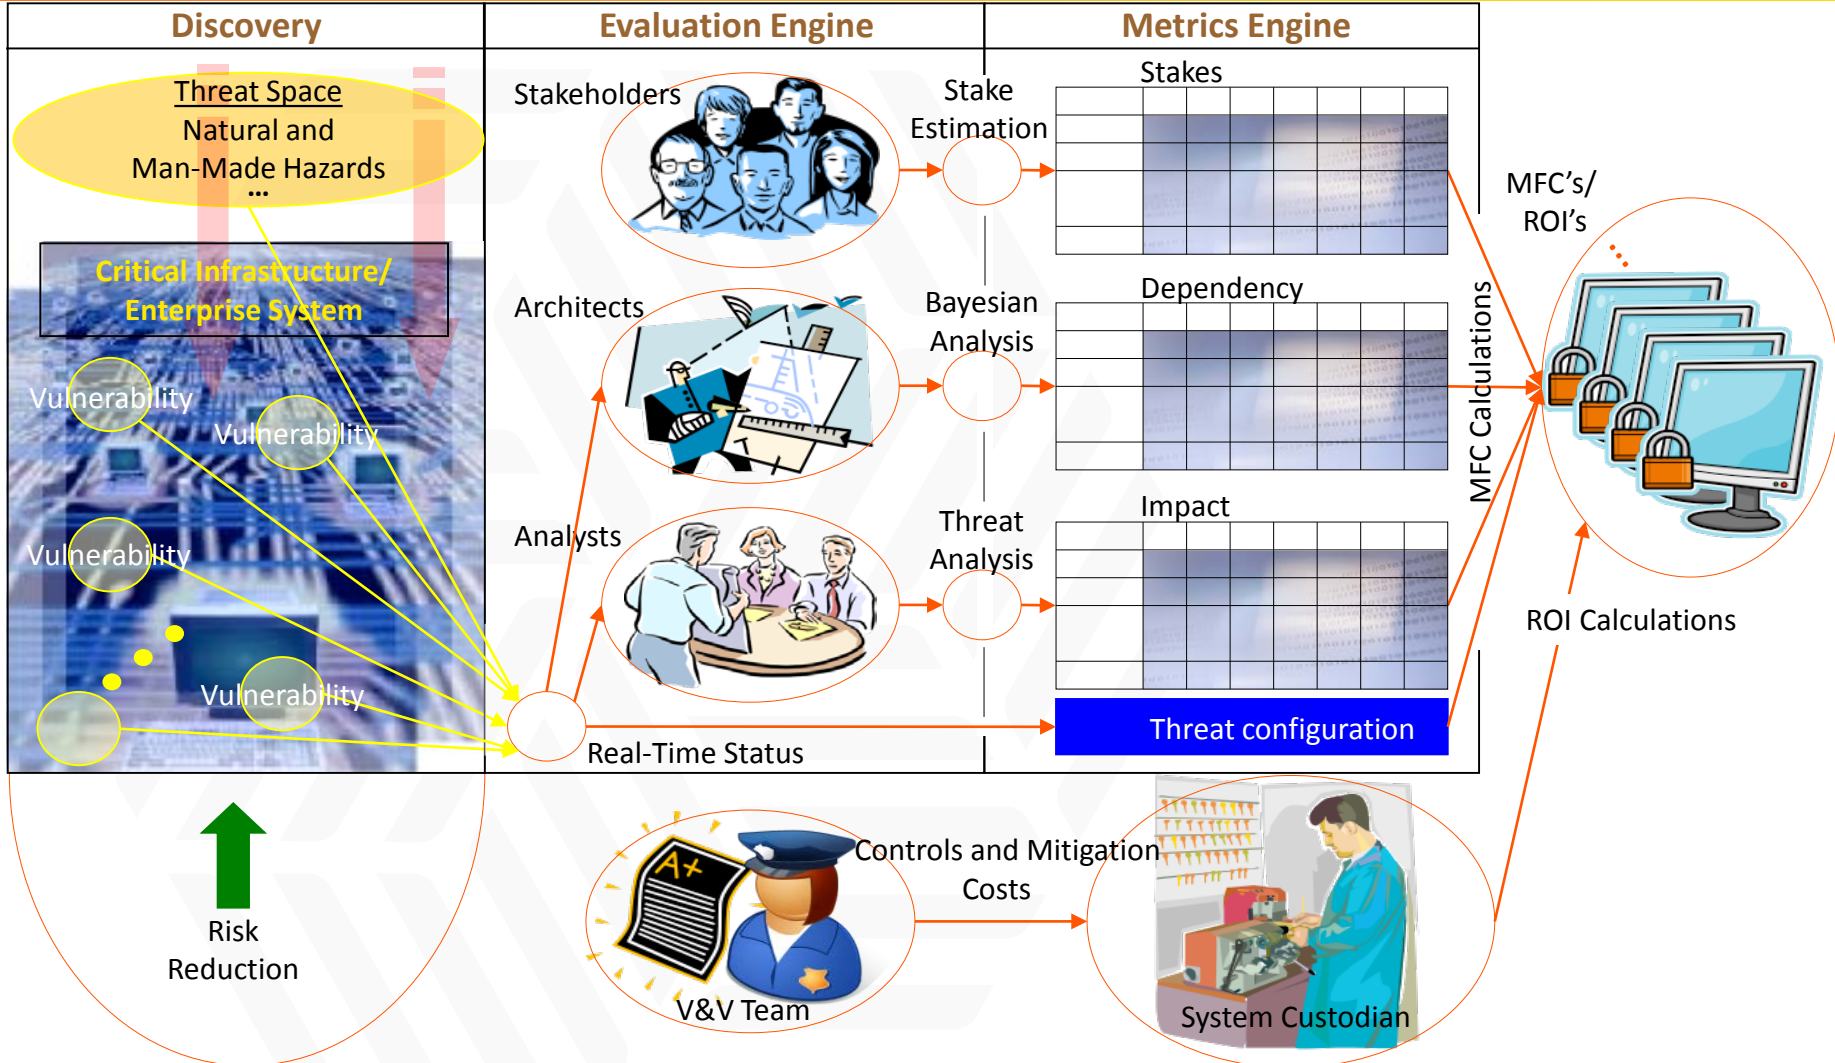 Discovery
Evaluation Engine
Metrics Engine
Threat Space
Natural and
Man-Made Hazards
...
Critical Infrastructure/
Enterprise System
Vulnerability
Vulnerability
Vulnerability
Vulnerability
Stakeholders
Stake
Estimation
Stakes
Architects
Bayesian
Analysis
Dependency
Analysts
Threat
Analysis
Impact
Real-Time Status
Threat configuration
MFC Calculations
MFC's/
ROI's
ROI Calculations
Risk
Reduction
A+
V&V Team
Controls and Mitigation
Costs
System Custodian